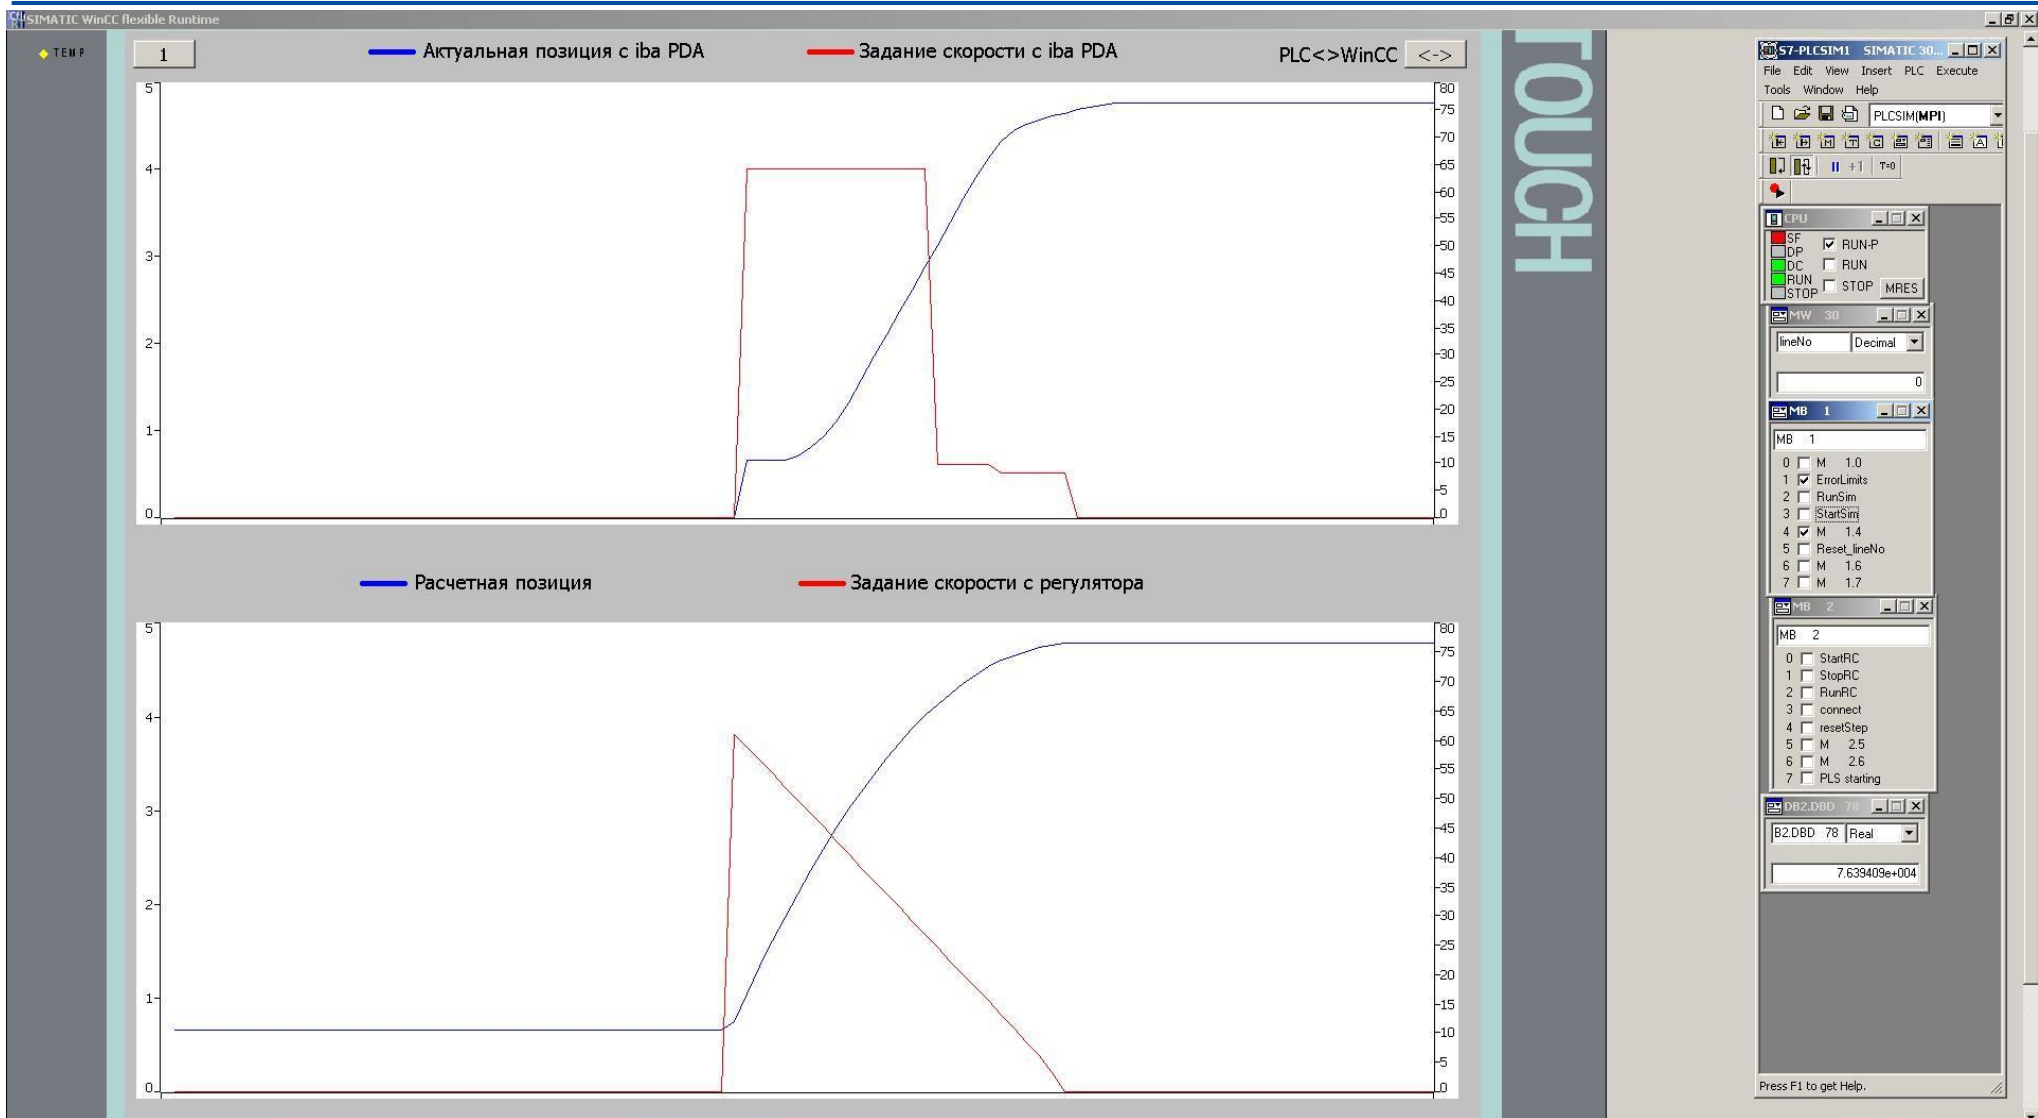 SIMATIC WinCC flexible Runtime
TEMP
1
Актуальная позиция с iba PDA
Задание скорости с iba PDA
PLC<>WinCC
<->
5
4
3
2
1
0
80
75
70
65
60
55
50
45
40
35
30
25
20
15
10
5
0
Расчетная позиция
Задание скорости с регулятора
5
4
3
2
1
0
80
75
70
65
60
55
50
45
40
35
30
25
20
15
10
5
0
TOUCH
S7-PLCSIM1 SIMATIC 30...
File Edit View Insert PLC Execute
Tools Window Help
PLCSIM(MPI)
+1 T=0
CPU
SF
DP
DC
RUN
STOP
RUN-P
RUN
STOP
MRES
MW 30
lineNo Decimal
0
MB 1
MB 1
0 M 1.0
1 ErrorLimits
2 RunSim
3 StartSim
4 M 1.4
5 Reset_lineNo
6 M 1.6
7 M 1.7
MB 2
MB 2
0 StartRC
1 StopRC
2 RunRC
3 connect
4 resetStep
5 M 2.5
6 M 2.6
7 PLS starting
DB2.DBD 78
B2.DBD 78 Real
7.639409e+004
Press F1 to get Help.